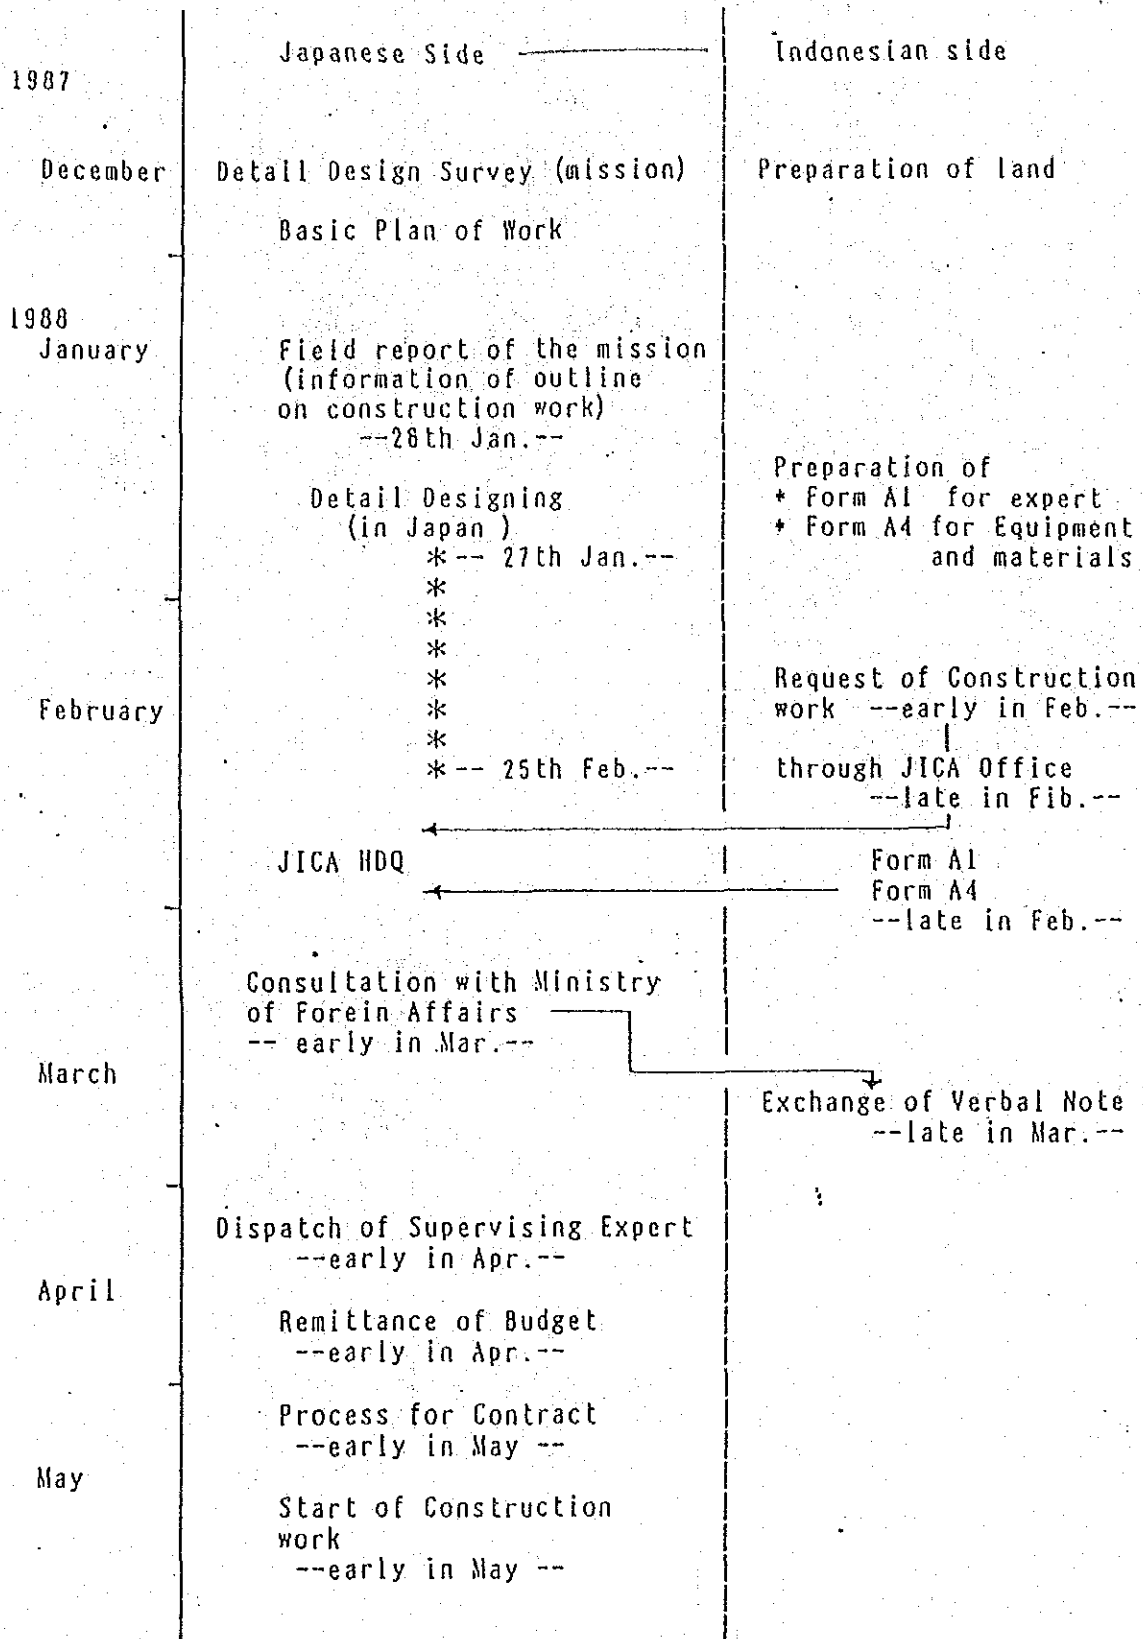 Japanese Side Indonesian side
1987
December Detail Design Survey (mission) Preparation of land
Basic Plan of Work
1988
January Field report of the mission
(information of outline
on construction work)
--26th Jan.--
Preparation of
Detail Designing * Form A1 for expert
(in Japan ) * Form A4 for Equipment
*-- 27th Jan.-- and materials
*
*
*
* Request of Construction
February * work --early in Feb.--
*
*-- 25th Feb.-- through JICA Office
--late in Fib.--
JICA HDQ Form A1
Form A4
--late in Feb.--
Consultation with Ministry
of Forein Affairs
-- early in Mar.--
March
Exchange of Verbal Note
--late in Mar.--
Dispatch of Supervising Expert
--early in Apr.--
April
Remittance of Budget
--early in Apr.--
Process for Contract
--early in May --
May
Start of Construction
work
--early in May --